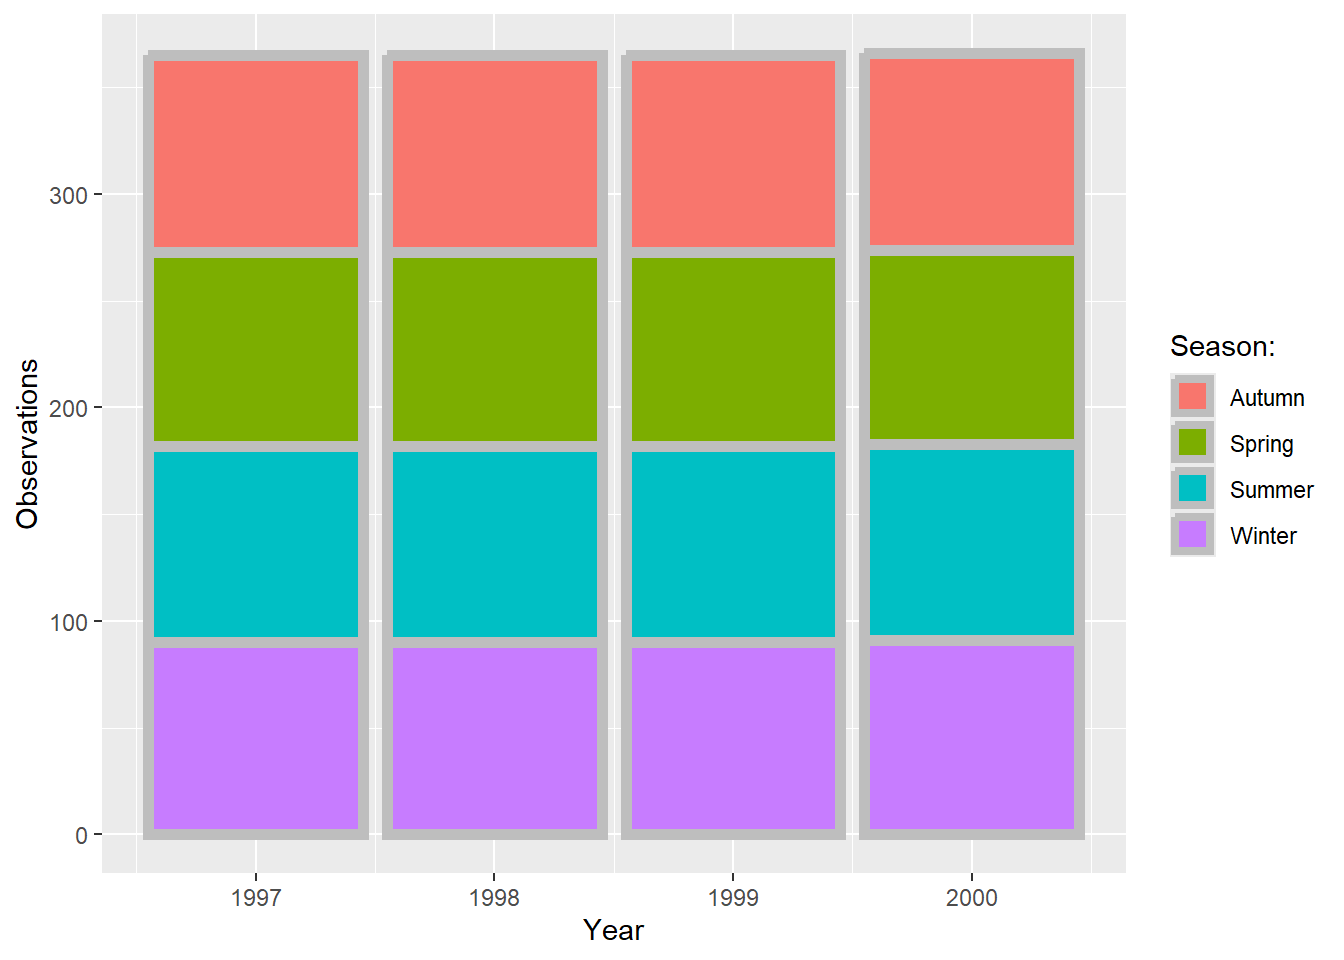 Observations
300
200
100
0
1997 1998 1999 2000
Year
Season:
Autumn
Spring
Summer
Winter